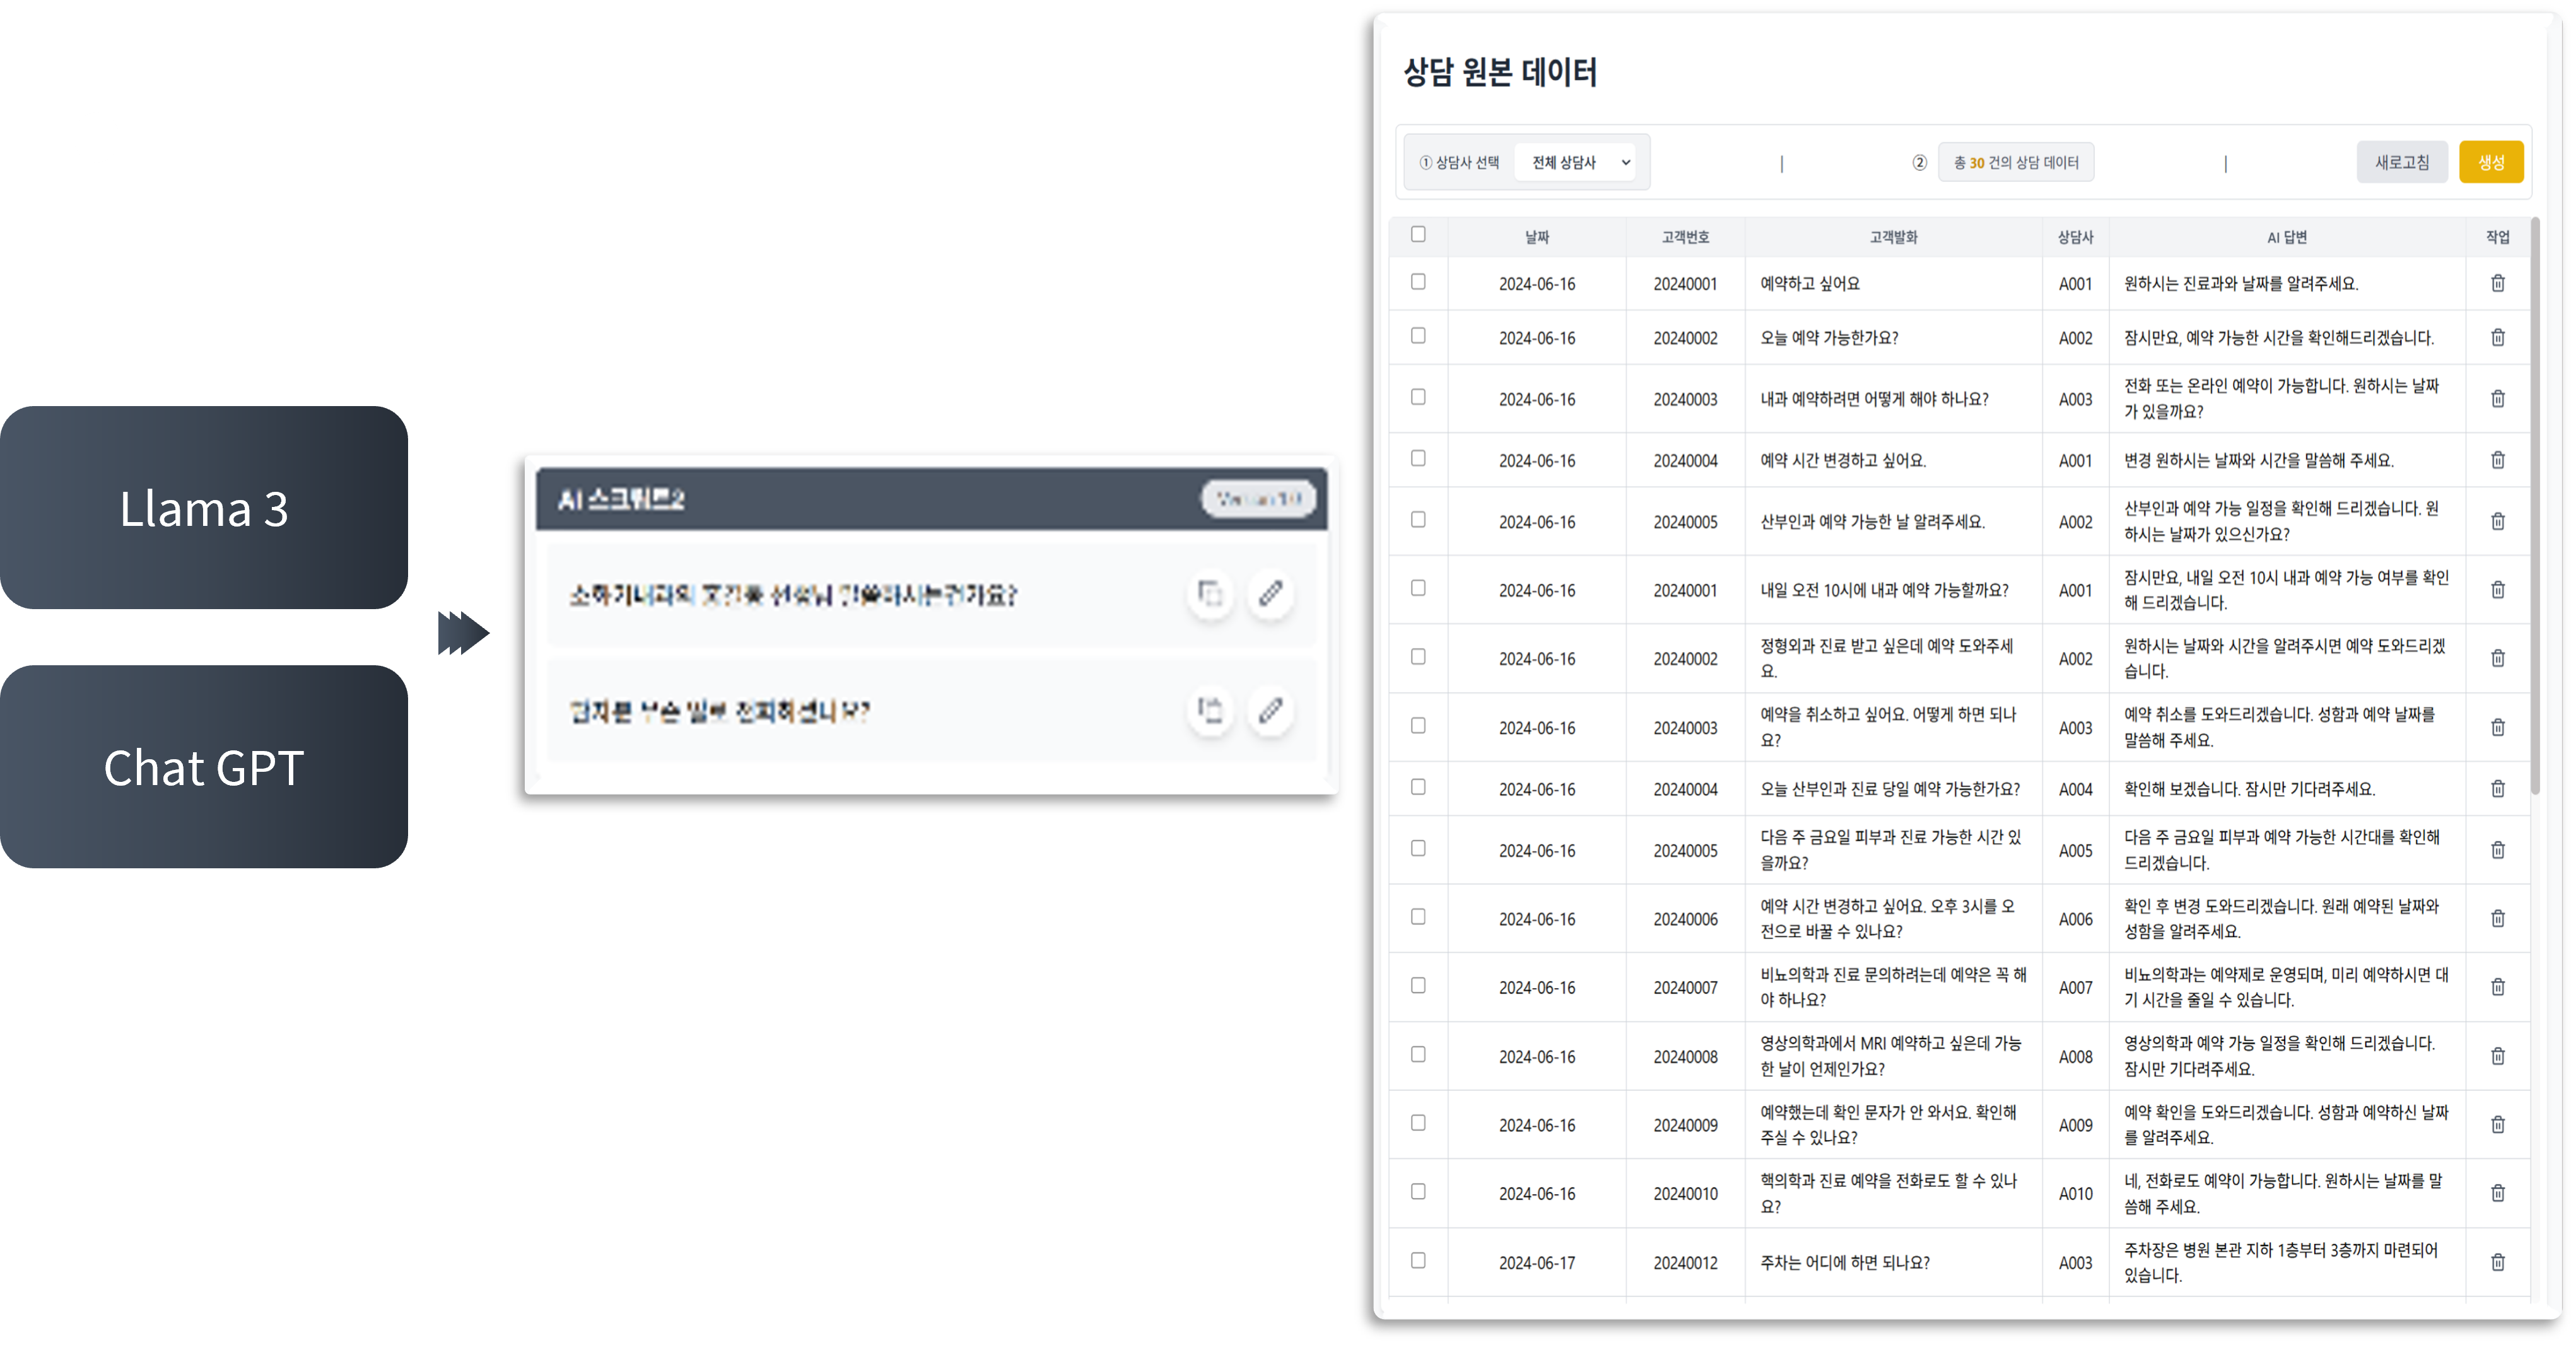 Llama 3
Chat GPT
AI 스크립트2
Version 1.0
상담 원본 데이터
① 상담사 선택 전체 상담사 | ② 총 30 건의 상담 데이터 | 새로고침 생성
날짜 고객번호 고객발화 상담사 AI 답변 작업
2024-06-16 20240001 예약하고 싶어요 A001 원하시는 진료과와 날짜를 알려주세요.
2024-06-16 20240002 오늘 예약 가능한가요? A002 잠시만요, 예약 가능한 시간을 확인해드리겠습니다.
2024-06-16 20240003 내과 예약하려면 어떻게 해야 하나요? A003 전화 또는 온라인 예약이 가능합니다. 원하시는 날짜
가 있을까요?
2024-06-16 20240004 예약 시간 변경하고 싶어요. A001 변경 원하시는 날짜와 시간을 말씀해 주세요.
2024-06-16 20240005 산부인과 예약 가능한 날 알려주세요. A002 산부인과 예약 가능 일정을 확인해 드리겠습니다. 원
하시는 날짜가 있으신가요?
2024-06-16 20240001 내일 오전 10시에 내과 예약 가능할까요? A001 잠시만요, 내일 오전 10시 내과 예약 가능 여부를 확인
해 드리겠습니다.
2024-06-16 20240002 정형외과 진료 받고 싶은데 예약 도와주세 A002 원하시는 날짜와 시간을 알려주시면 예약 도와드리겠
요. 습니다.
2024-06-16 20240003 예약을 취소하고 싶어요. 어떻게 하면 되나 A003 예약 취소를 도와드리겠습니다. 성함과 예약 날짜를
요? 말씀해 주세요.
2024-06-16 20240004 오늘 산부인과 진료 당일 예약 가능한가요? A004 확인해 보겠습니다. 잠시만 기다려주세요.
2024-06-16 20240005 다음 주 금요일 피부과 진료 가능한 시간 있 A005 다음 주 금요일 피부과 예약 가능한 시간대를 확인해
을까요? 드리겠습니다.
2024-06-16 20240006 예약 시간 변경하고 싶어요. 오후 3시를 오 A006 확인 후 변경 도와드리겠습니다. 원래 예약된 날짜와
전으로 바꿀 수 있나요? 성함을 알려주세요.
2024-06-16 20240007 비뇨의학과 진료 문의하려는데 예약은 꼭 해 A007 비뇨의학과는 예약제로 운영되며, 미리 예약하시면 대
야 하나요? 기 시간을 줄일 수 있습니다.
2024-06-16 20240008 영상의학과에서 MRI 예약하고 싶은데 가능 A008 영상의학과 예약 가능 일정을 확인해 드리겠습니다.
한 날이 언제인가요? 잠시만 기다려주세요.
2024-06-16 20240009 예약했는데 확인 문자가 안 와서요. 확인해 A009 예약 확인을 도와드리겠습니다. 성함과 예약하신 날짜
주실 수 있나요? 를 알려주세요.
2024-06-16 20240010 핵의학과 진료 예약을 전화로도 할 수 있나 A010 네, 전화로도 예약이 가능합니다. 원하시는 날짜를 말
요? 씀해 주세요.
2024-06-17 20240012 주차는 어디에 하면 되나요? A003 주차장은 병원 본관 지하 1층부터 3층까지 마련되어
있습니다.